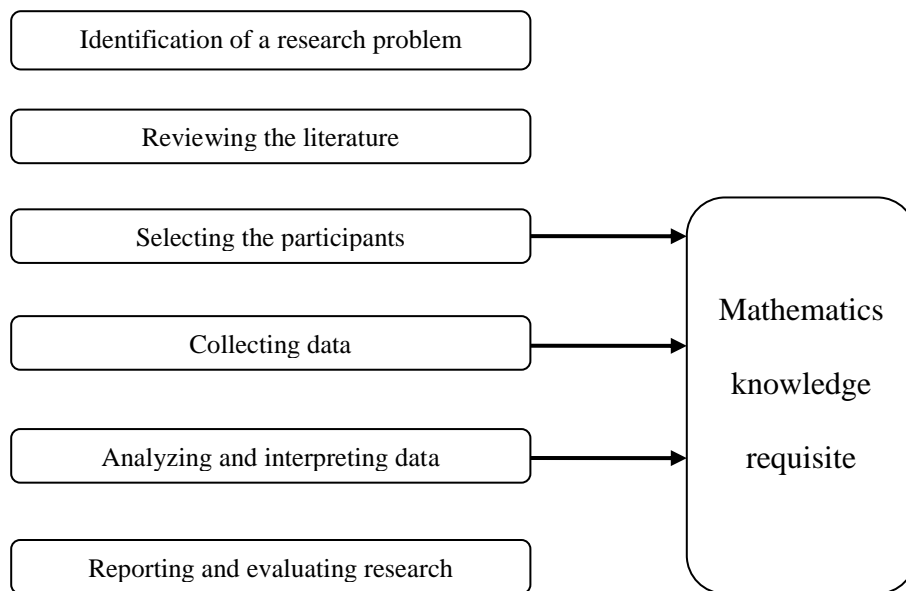 Identification of a research problem
Reviewing the literature
Selecting the participants
Collecting data
Analyzing and interpreting data
Reporting and evaluating research
Mathematics
knowledge
requisite